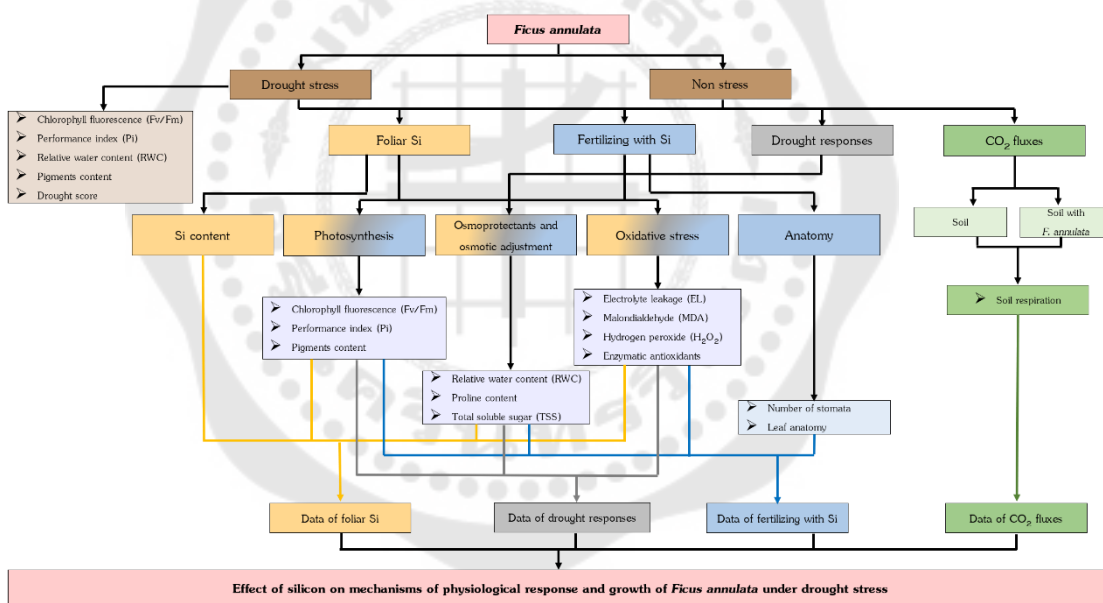 Ficus annulata
Drought stress
Non stress
➤ Chlorophyll fluorescence (Fv/Fm)
➤ Performance index (Pi)
➤ Relative water content (RWC)
➤ Pigments content
➤ Drought score
Foliar Si
Fertilizing with Si
Drought responses
CO₂ fluxes
Si content
Photosynthesis
Osmoprotectants and
osmotic adjustment
Oxidative stress
Anatomy
Soil
Soil with
F. annulata
➤ Chlorophyll fluorescence (Fv/Fm)
➤ Performance index (Pi)
➤ Pigments content
➤ Relative water content (RWC)
➤ Proline content
➤ Total soluble sugar (TSS)
➤ Electrolyte leakage (EL)
➤ Malondialdehyde (MDA)
➤ Hydrogen peroxide (H₂O₂)
➤ Enzymatic antioxidants
➤ Number of stomata
➤ Leaf anatomy
➤ Soil respiration
Data of foliar Si
Data of drought responses
Data of fertilizing with Si
Data of CO₂ fluxes
Effect of silicon on mechanisms of physiological response and growth of Ficus annulata under drought stress